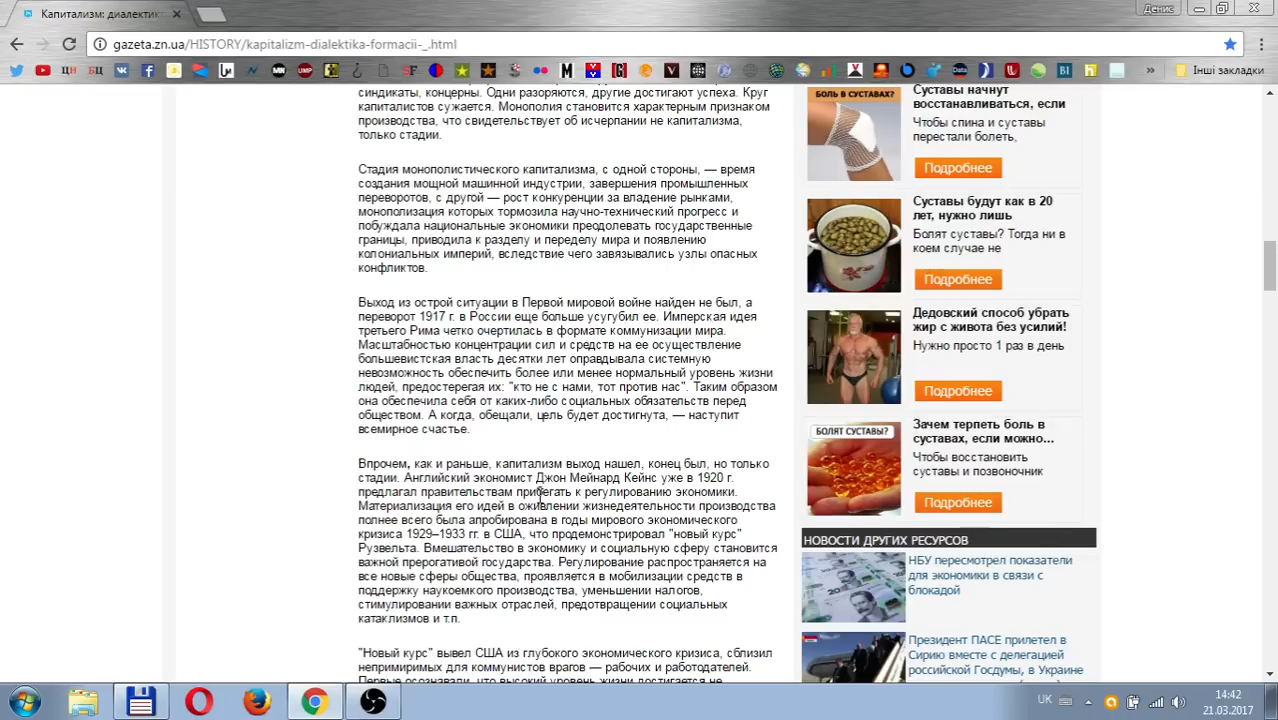 Капитализм: диалектик
Денис
gazeta.zn.ua/HISTORY/kapitalizm-dialektika-formacii-_.html
Інші закладки
синдикаты, концерны. Одни разоряются, другие достигают успеха. Круг
капиталистов сужается. Монополия становится характерным признаком
производства, что свидетельствует об исчерпании не капитализма,
только стадии.
Стадия монополистического капитализма, с одной стороны, — время
создания мощной машинной индустрии, завершения промышленных
переворотов, с другой — рост конкуренции за владение рынками,
монополизация которых тормозила научно-технический прогресс и
побуждала национальные экономики преодолевать государственные
границы, приводила к разделу и переделу мира и появлению
колониальных империй, вследствие чего завязывались узлы опасных
конфликтов.
Выход из острой ситуации в Первой мировой войне найден не был, а
переворот 1917 г. в России еще больше усугубил ее. Имперская идея
третьего Рима четко очертилась в формате коммунизации мира.
Масштабностью концентрации сил и средств на ее осуществление
большевистская власть десятки лет оправдывала системную
невозможность обеспечить более или менее нормальный уровень жизни
людей, предостерегая их: "кто не с нами, тот против нас". Таким образом
она обеспечила себя от каких-либо социальных обязательств перед
обществом. А когда, обещали, цель будет достигнута, — наступит
всемирное счастье.
Впрочем, как и раньше, капитализм выход нашел, конец был, но только
стадии. Английский экономист Джон Мейнард Кейнс уже в 1920 г.
предлагал правительствам прибегать к регулированию экономики.
Материализация его идей в оживлении жизнедеятельности производства
полнее всего была апробирована в годы мирового экономического
кризиса 1929–1933 гг. в США, что продемонстрировал "новый курс"
Рузвельта. Вмешательство в экономику и социальную сферу становится
важной прерогативой государства. Регулирование распространяется на
все новые сферы общества, проявляется в мобилизации средств в
поддержку наукоемкого производства, уменьшении налогов,
стимулировании важных отраслей, предотвращении социальных
катаклизмов и т.п.
"Новый курс" вывел США из глубокого экономического кризиса, сблизил
непримиримых для коммунистов врагов — рабочих и работодателей.
Первые осознавали, что высокий уровень жизни достигается не
БОЛЬ В СУСТАВАХ?
Суставы начнут
восстанавливаться, если
Чтобы спина и суставы
перестали болеть,
Подробнее
Суставы будут как в 20
лет, нужно лишь
Болят суставы? Тогда ни в
коем случае не
Подробнее
Дедовский способ убрать
жир с живота без усилий!
Нужно просто 1 раз в день
Подробнее
БОЛЯТ СУСТАВЫ?
Зачем терпеть боль в
суставах, если можно...
Чтобы восстановить
суставы и позвоночник
Подробнее
НОВОСТИ ДРУГИХ РЕСУРСОВ
НБУ пересмотрел показатели
для экономики в связи с
блокадой
Президент ПАСЕ прилетел в
Сирию вместе с делегацией
российской Госдумы, в Украине
UK
14:42
21.03.2017